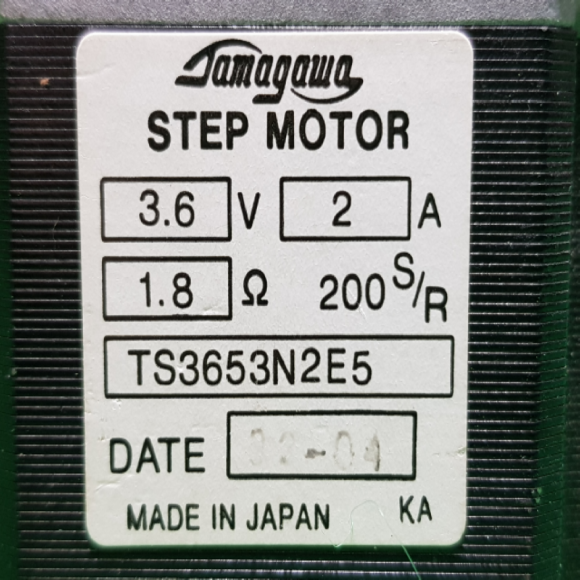 Tamagawa
STEP MOTOR
3.6 V 2 A
1.8 Ω 200 S/R
TS3653N2E5
DATE
MADE IN JAPAN KA